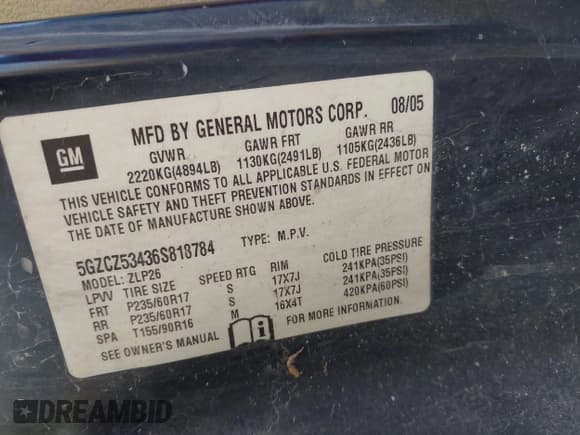 GM
MFD BY GENERAL MOTORS CORP. 08/05
GVWR GAWR FRT GAWR RR
2220KG(4894LB) 1130KG(2491LB) 1105KG(2436LB)
THIS VEHICLE CONFORMS TO ALL APPLICABLE U.S. FEDERAL MOTOR
VEHICLE SAFETY AND THEFT PREVENTION STANDARDS IN EFFECT ON
THE DATE OF MANUFACTURE SHOWN ABOVE.
5GZCZ53436S818784 TYPE: M.P.V.
MODEL: ZLP26
LPW TIRE SIZE SPEED RTG RIM COLD TIRE PRESSURE
FRT P235/60R17 S 17X7J 241KPA(35PSI)
RR P235/60R17 S 17X7J 241KPA(35PSI)
SPA T155/90R16 M 16X4T 420KPA(60PSI)
SEE OWNER'S MANUAL i FOR MORE INFORMATION.
DREAMBID